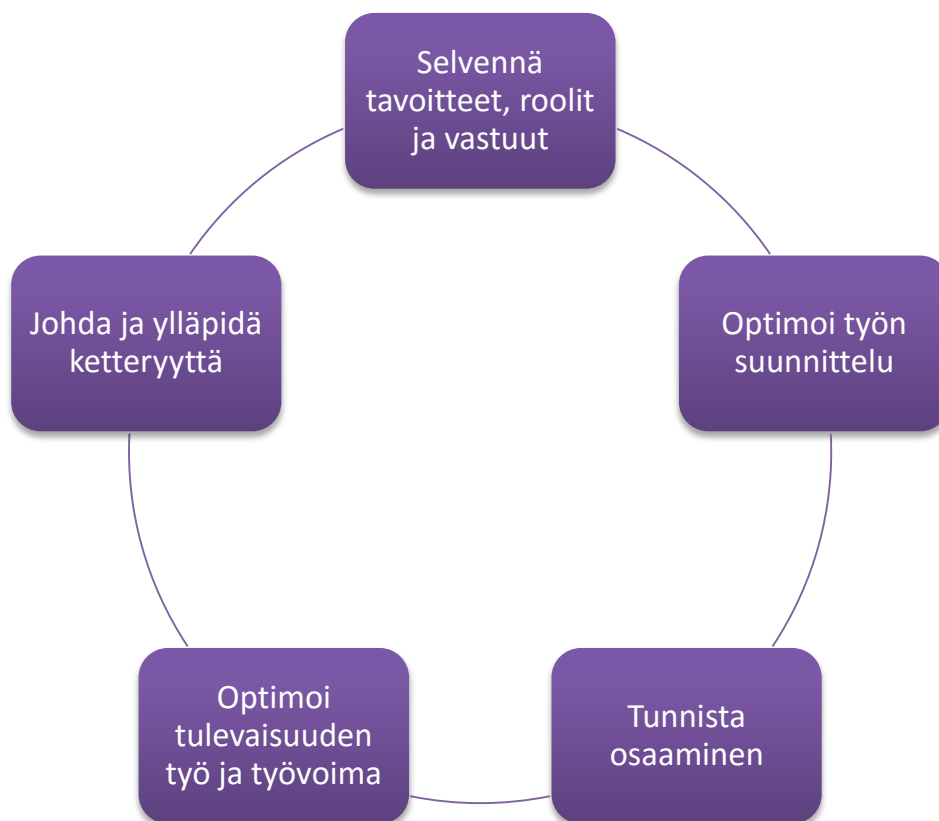 Selvennä
tavoitteet, roolit
ja vastuut
Optimoi työn
suunnittelu
Tunnista
osaaminen
Optimoi
tulevaisuuden
työ ja työvoima
Johda ja ylläpidä
ketteryyttä